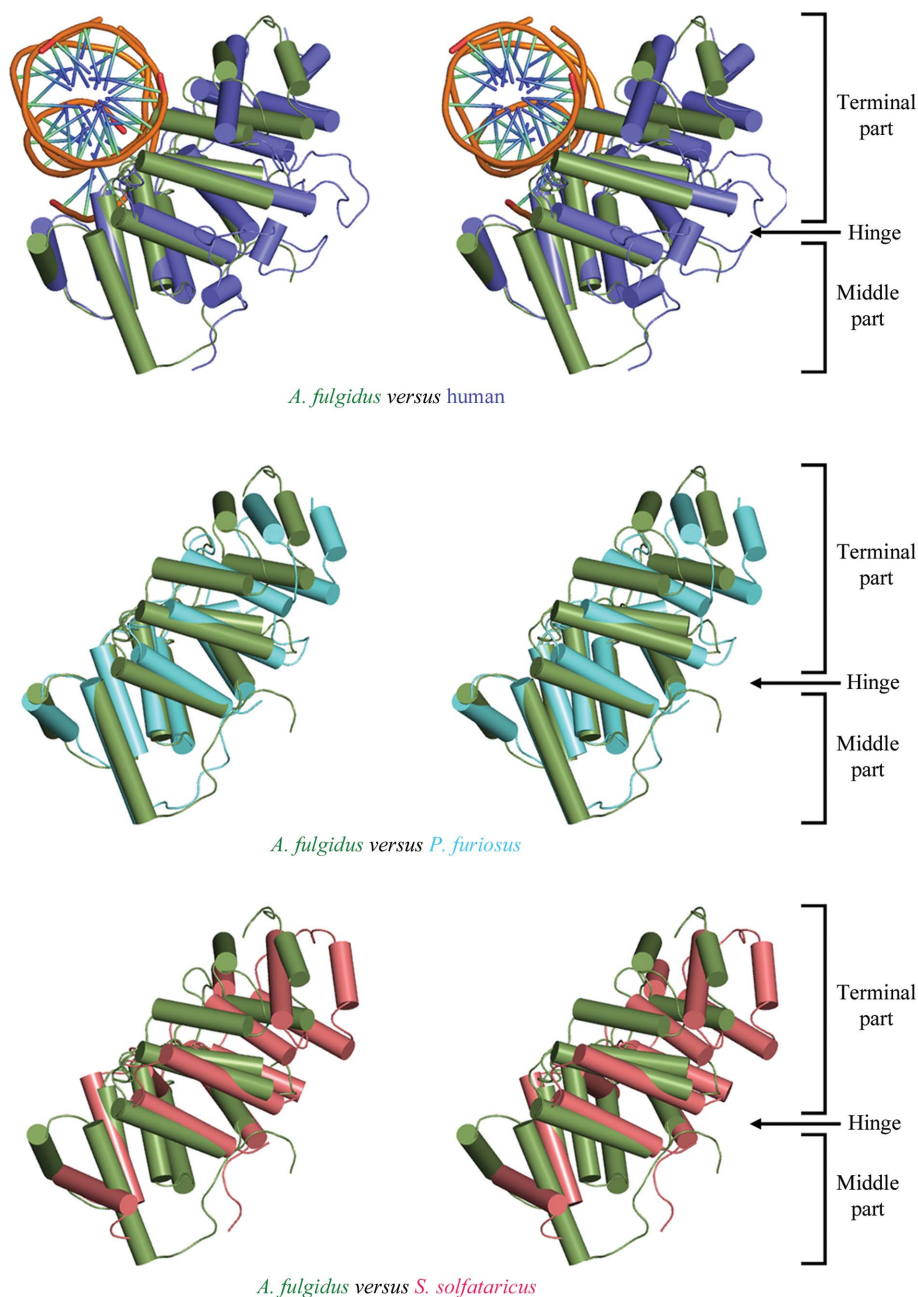 Terminal
part
Hinge
Middle
part
A. fulgidus versus human
Terminal
part
Hinge
Middle
part
A. fulgidus versus P. furiosus
Terminal
part
Hinge
Middle
part
A. fulgidus versus S. solfataricus